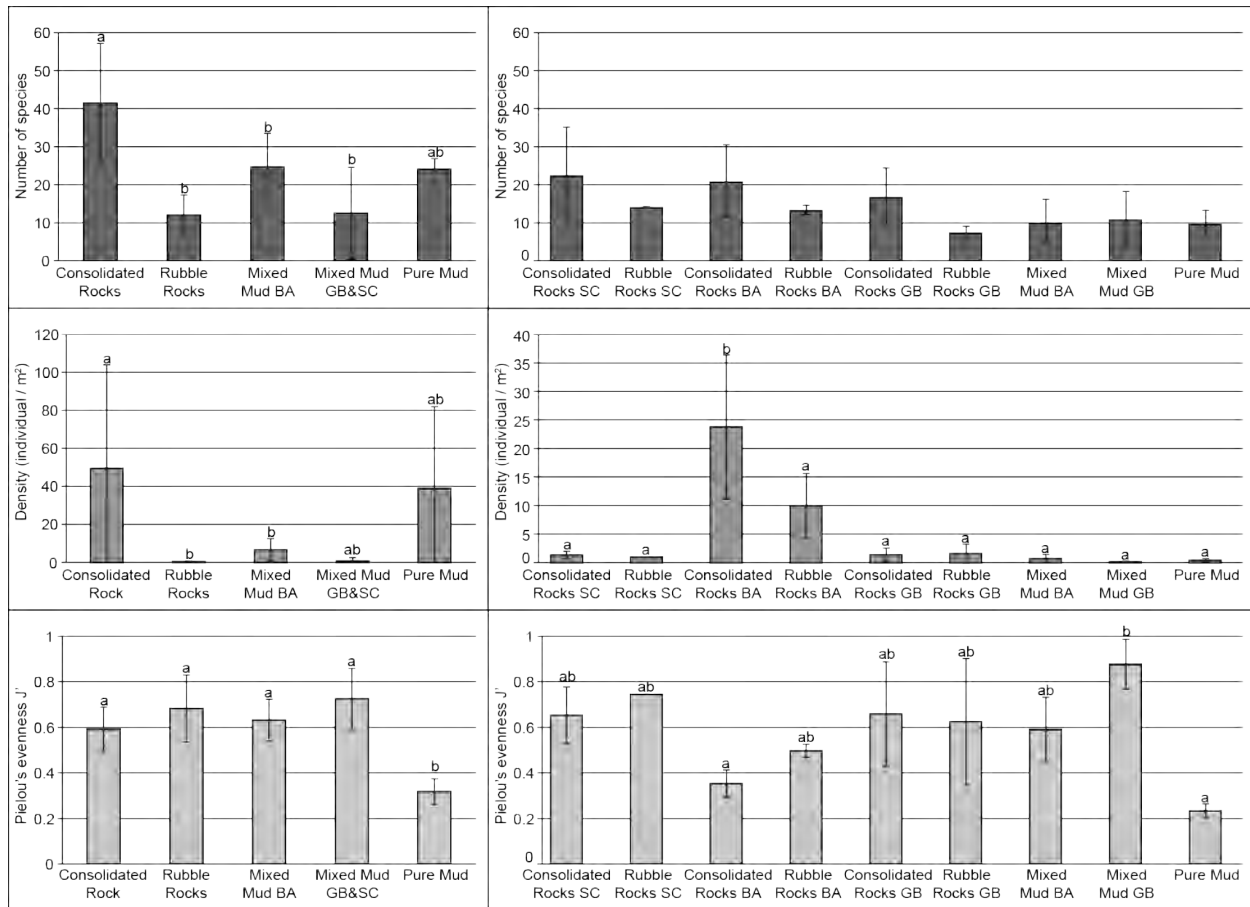 Number of species
60
50
40
30
20
10
0
a
b
b
b
ab
Consolidated Rubble Mixed Mixed Mud Pure Mud
Rocks Rocks Mud BA GB&SC
Number of species
60
50
40
30
20
10
0
Consolidated Rubble Consolidated Rubble Consolidated Rubble Mixed Mixed Pure Mud
Rocks SC Rocks SC Rocks BA Rocks BA Rocks GB Rocks GB Mud BA Mud GB
Density (individual / m²)
120
100
80
60
40
20
0
a
b
b
ab
ab
Consolidated Rubble Mixed Mixed Mud Pure Mud
Rock Rocks Mud BA GB&SC
Density (individual / m²)
40
35
30
25
20
15
10
5
0
a
a
b
a
a
a
a
a
a
Consolidated Rubble Consolidated Rubble Consolidated Rubble Mixed Mixed Pure Mud
Rocks SC Rocks SC Rocks BA Rocks BA Rocks GB Rocks GB Mud BA Mud GB
Pielou's evenness J'
1
0.8
0.6
0.4
0.2
0
a
a
a
a
b
Consolidated Rubble Mixed Mixed Mud Pure Mud
Rock Rocks Mud BA GB&SC
Pielou's evenness J'
1
0.8
0.6
0.4
0.2
0
ab
ab
a
ab
ab
ab
ab
b
a
Consolidated Rubble Consolidated Rubble Consolidated Rubble Mixed Mixed Pure Mud
Rocks SC Rocks SC Rocks BA Rocks BA Rocks GB Rocks GB Mud BA Mud GB